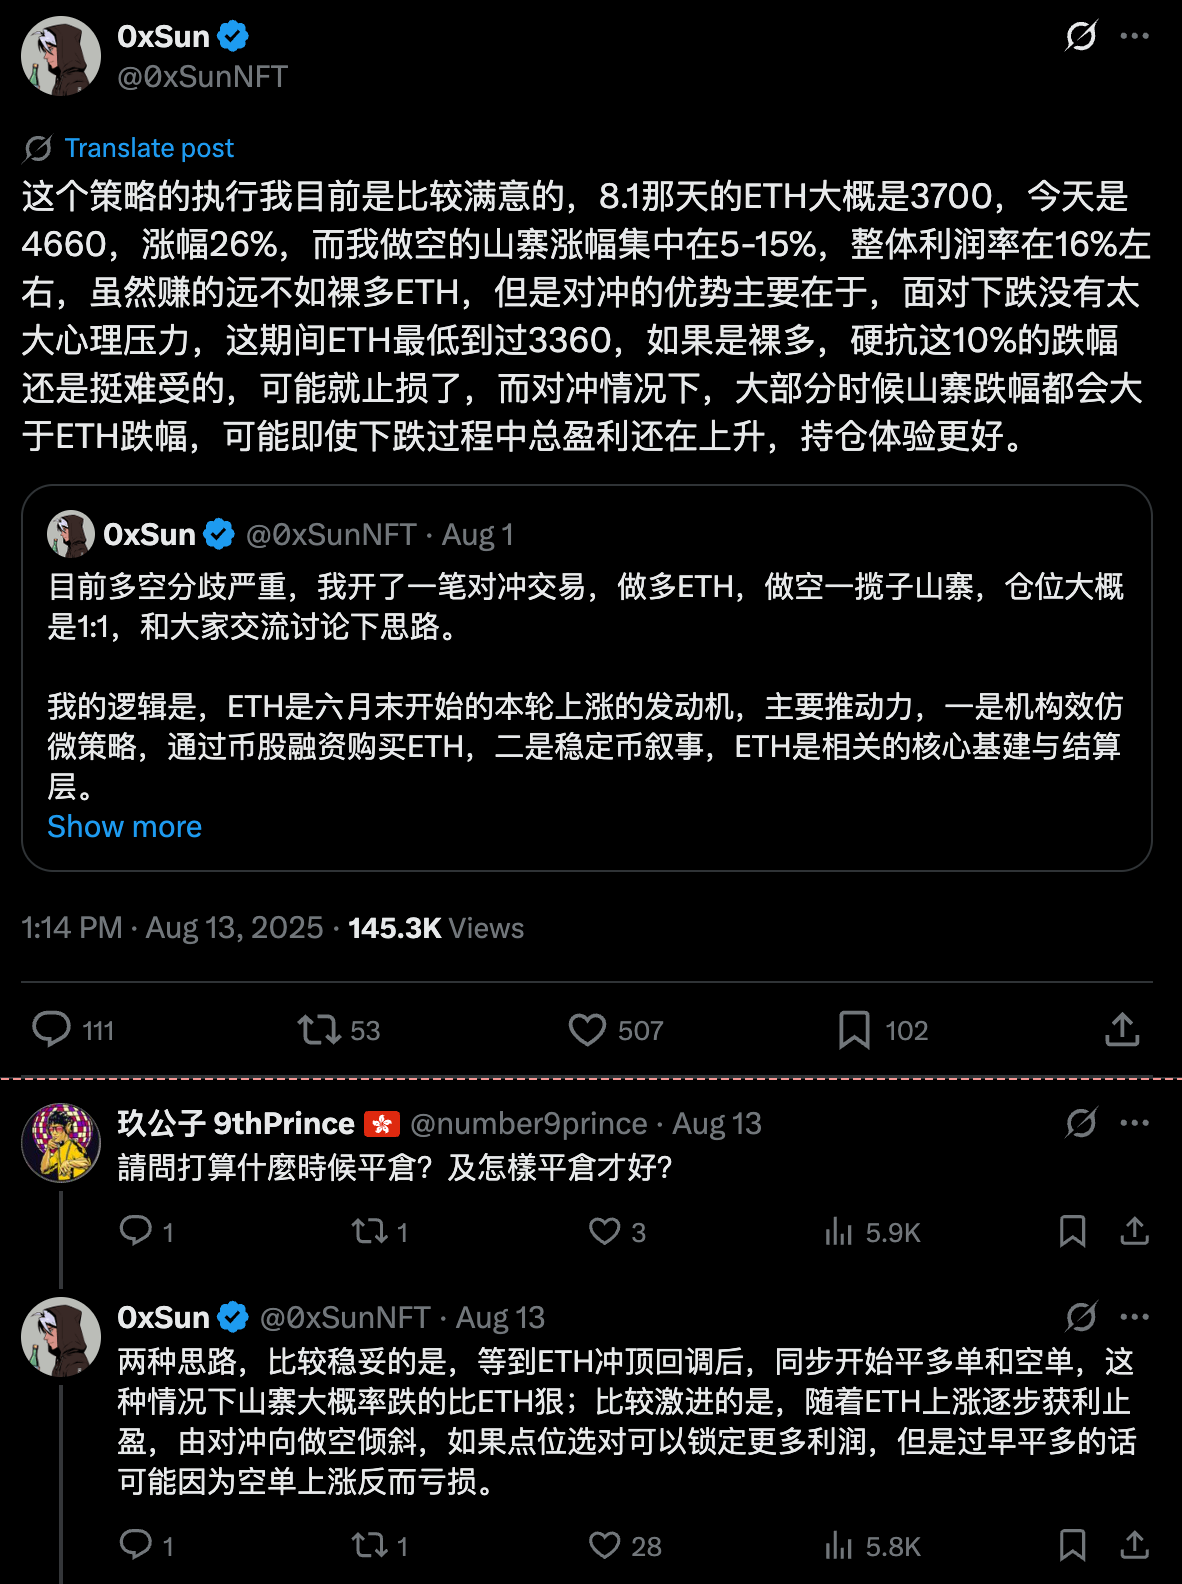 0xSun
@0xSunNFT
Translate post
这个策略的执行我目前是比较满意的，8.1那天的ETH大概是3700，今天是
4660，涨幅26%，而我做空的山寨涨幅集中在5-15%，整体利润率在16%左
右，虽然赚的远不如裸多ETH，但是对冲的优势主要在于，面对下跌没有太
大心理压力，这期间ETH最低到过3360，如果是裸多，硬抗这10%的跌幅
还是挺难受的，可能就止损了，而对冲情况下，大部分时候山寨跌幅都会大
于ETH跌幅，可能即使下跌过程中总盈利还在上升，持仓体验更好。
0xSun @0xSunNFT · Aug 1
目前多空分歧严重，我开了一笔对冲交易，做多ETH，做空一揽子山寨，仓位大概
是1:1，和大家交流讨论下思路。
我的逻辑是，ETH是六月末开始的本轮上涨的发动机，主要推动力，一是机构效仿
微策略，通过币股融资购买ETH，二是稳定币叙事，ETH是相关的核心基建与结算
层。
Show more
1:14 PM · Aug 13, 2025 · 145.3K Views
111 53 507 102
玖公子 9thPrince @number9prince · Aug 13
請問打算什麼時候平倉？及怎樣平倉才好？
1 1 3 5.9K
0xSun @0xSunNFT · Aug 13
两种思路，比较稳妥的是，等到ETH冲顶回调后，同步开始平多单和空单，这
种情况下山寨大概率跌的比ETH狠；比较激进的是，随着ETH上涨逐步获利止
盈，由对冲向做空倾斜，如果点位选对可以锁定更多利润，但是过早平多的话
可能因为空单上涨反而亏损。
1 1 28 5.8K